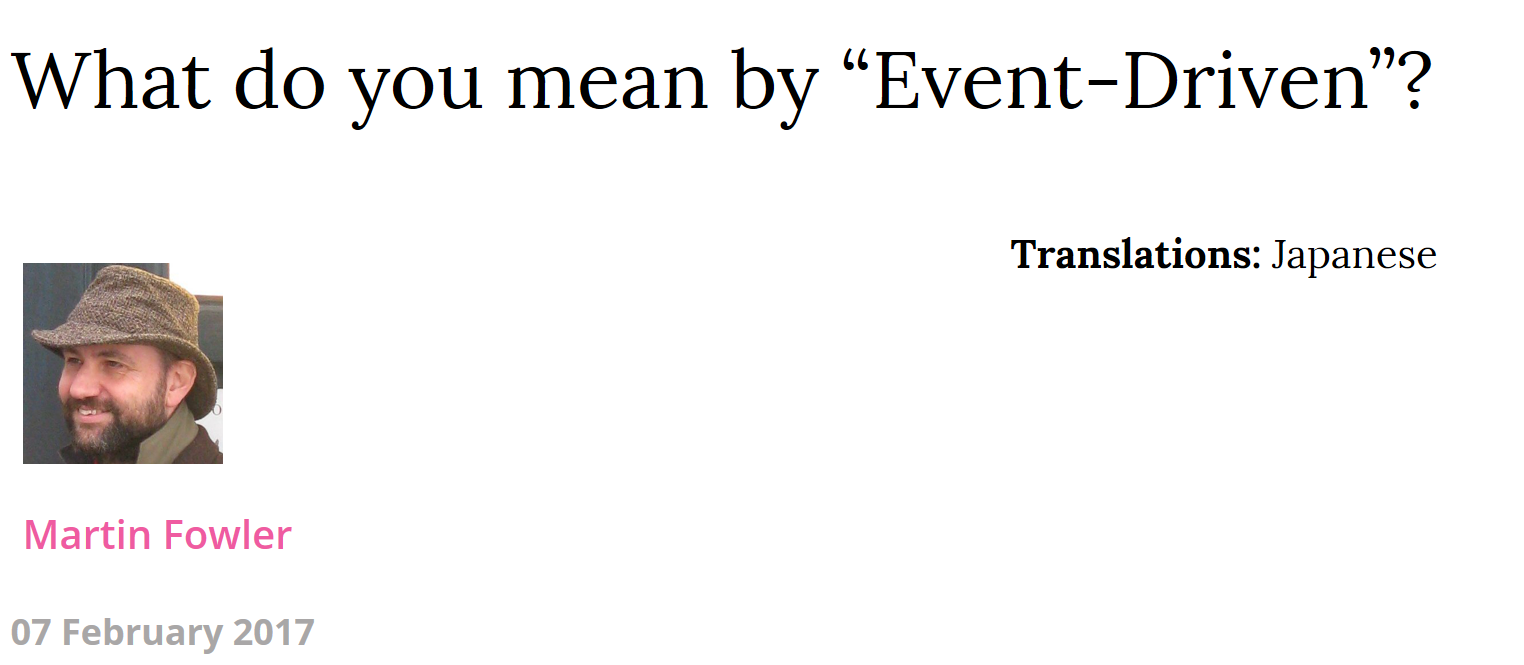 What do you mean by “Event-Driven”?
Translations: Japanese
Martin Fowler
07 February 2017